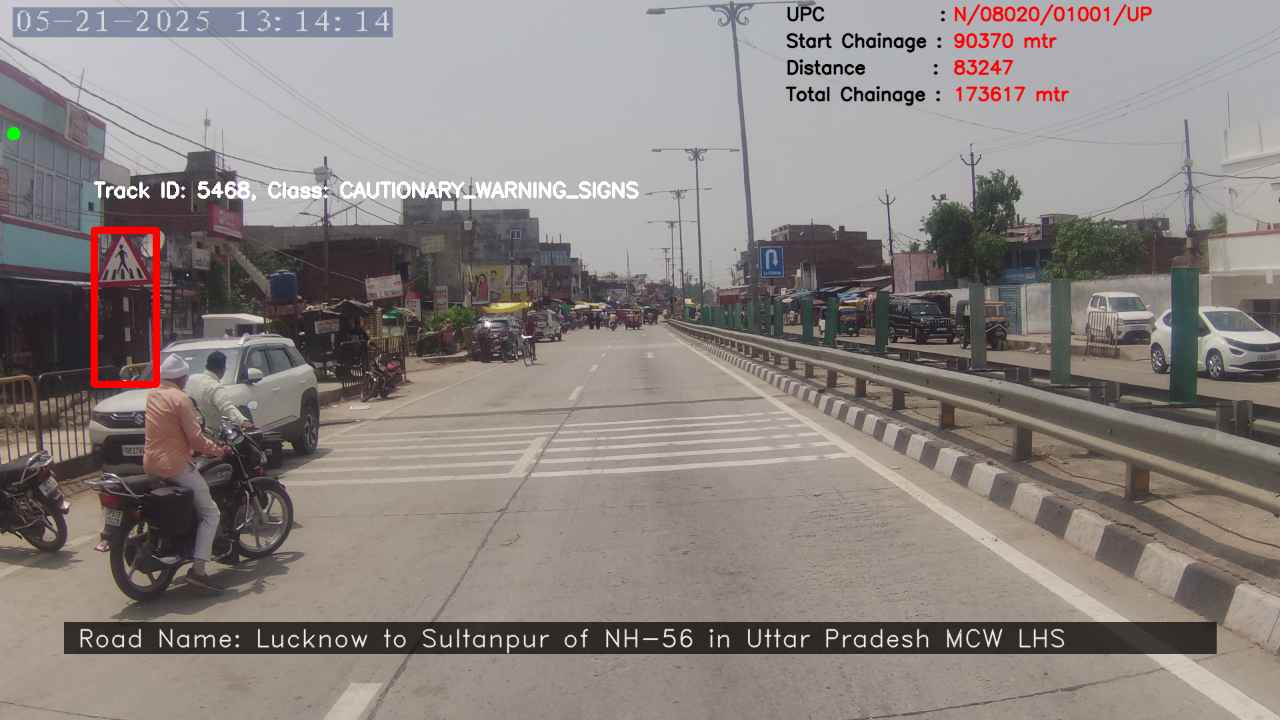 05-21-2025 13:14:14
UPC : N/08020/01001/UP
Start Chainage : 90370 mtr
Distance : 83247
Total Chainage : 173617 mtr
Track ID: 5468, Class: CAUTIONARY_WARNING_SIGNS
Road Name: Lucknow to Sultanpur of NH-56 in Uttar Pradesh MCW LHS